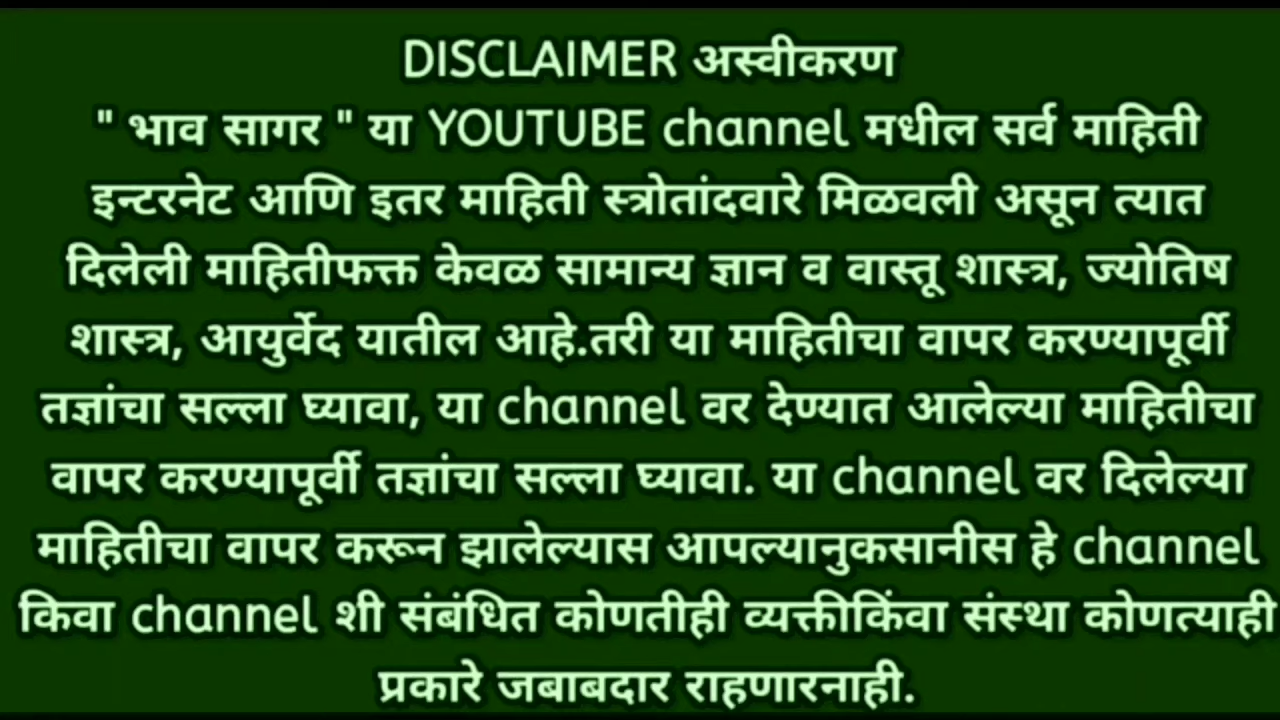 DISCLAIMER अस्वीकरण
" भाव सागर " या YOUTUBE channel मधील सर्व माहिती
इन्टरनेट आणि इतर माहिती स्त्रोतांदवारे मिळवली असून त्यात
दिलेली माहितीफक्त केवळ सामान्य ज्ञान व वास्तू शास्त्र, ज्योतिष
शास्त्र, आयुर्वेद यातील आहे.तरी या माहितीचा वापर करण्यापूर्वी
तज्ञांचा सल्ला घ्यावा, या channel वर देण्यात आलेल्या माहितीचा
वापर करण्यापूर्वी तज्ञांचा सल्ला घ्यावा. या channel वर दिलेल्या
माहितीचा वापर करून झालेल्यास आपल्यानुकसानीस हे channel
किवा channel शी संबंधित कोणतीही व्यक्तीकिंवा संस्था कोणत्याही
प्रकारे जबाबदार राहणारनाही.